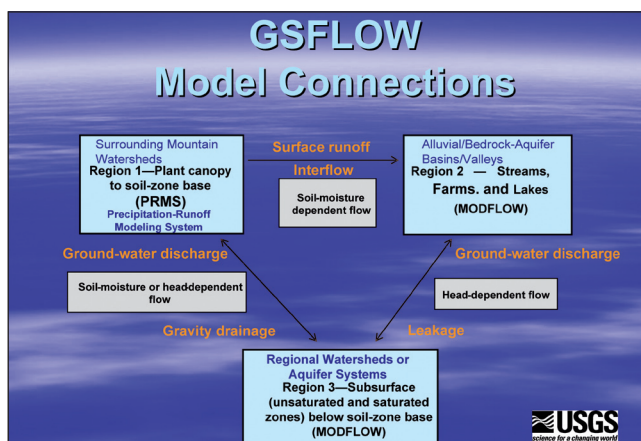 GSFLOW
Model Connections
Surrounding Mountain
Watersheds
Region 1—Plant canopy
to soil-zone base
(PRMS)
Precipitation-Runoff
Modeling System
Surface runoff
Interflow
Soil-moisture
dependent flow
Alluvial/Bedrock-Aquifer
Basins/Valleys
Region 2 — Streams,
Farms. and Lakes
(MODFLOW)
Ground-water discharge
Soil-moisture or headdependent
flow
Gravity drainage
Ground-water discharge
Head-dependent flow
Leakage
Regional Watersheds or
Aquifer Systems
Region 3—Subsurface
(unsaturated and saturated
zones) below soil-zone base
(MODFLOW)
USGS
science for a changing world